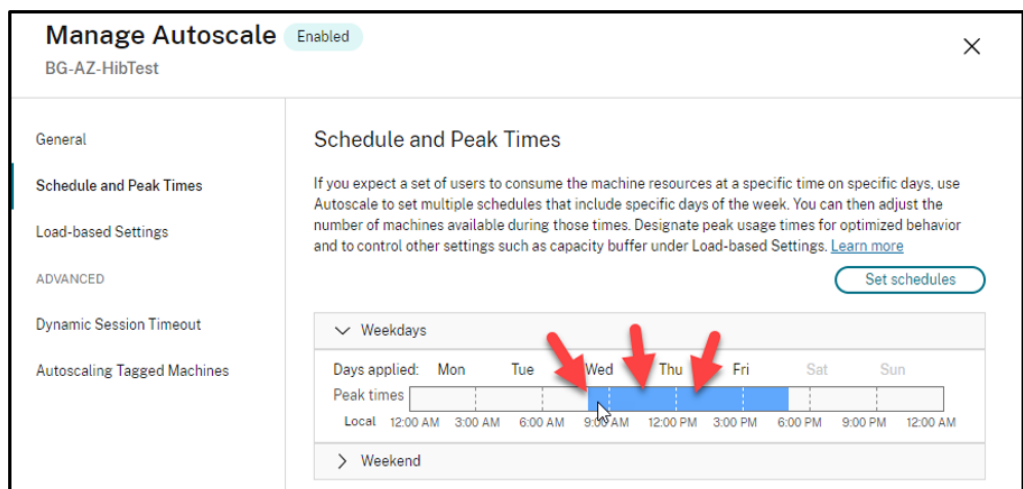 Manage Autoscale Enabled
BG-AZ-HibTest
General
Schedule and Peak Times
Load-based Settings
ADVANCED
Dynamic Session Timeout
Autoscaling Tagged Machines
Schedule and Peak Times
If you expect a set of users to consume the machine resources at a specific time on specific days, use
Autoscale to set multiple schedules that include specific days of the week. You can then adjust the
number of machines available during those times. Designate peak usage times for optimized behavior
and to control other settings such as capacity buffer under Load-based Settings. Learn more
Set schedules
Weekdays
Days applied: Mon Tue Wed Thu Fri Sat Sun
Peak times
Local 12:00 AM 3:00 AM 6:00 AM 9:00 AM 12:00 PM 3:00 PM 6:00 PM 9:00 PM 12:00 AM
Weekend